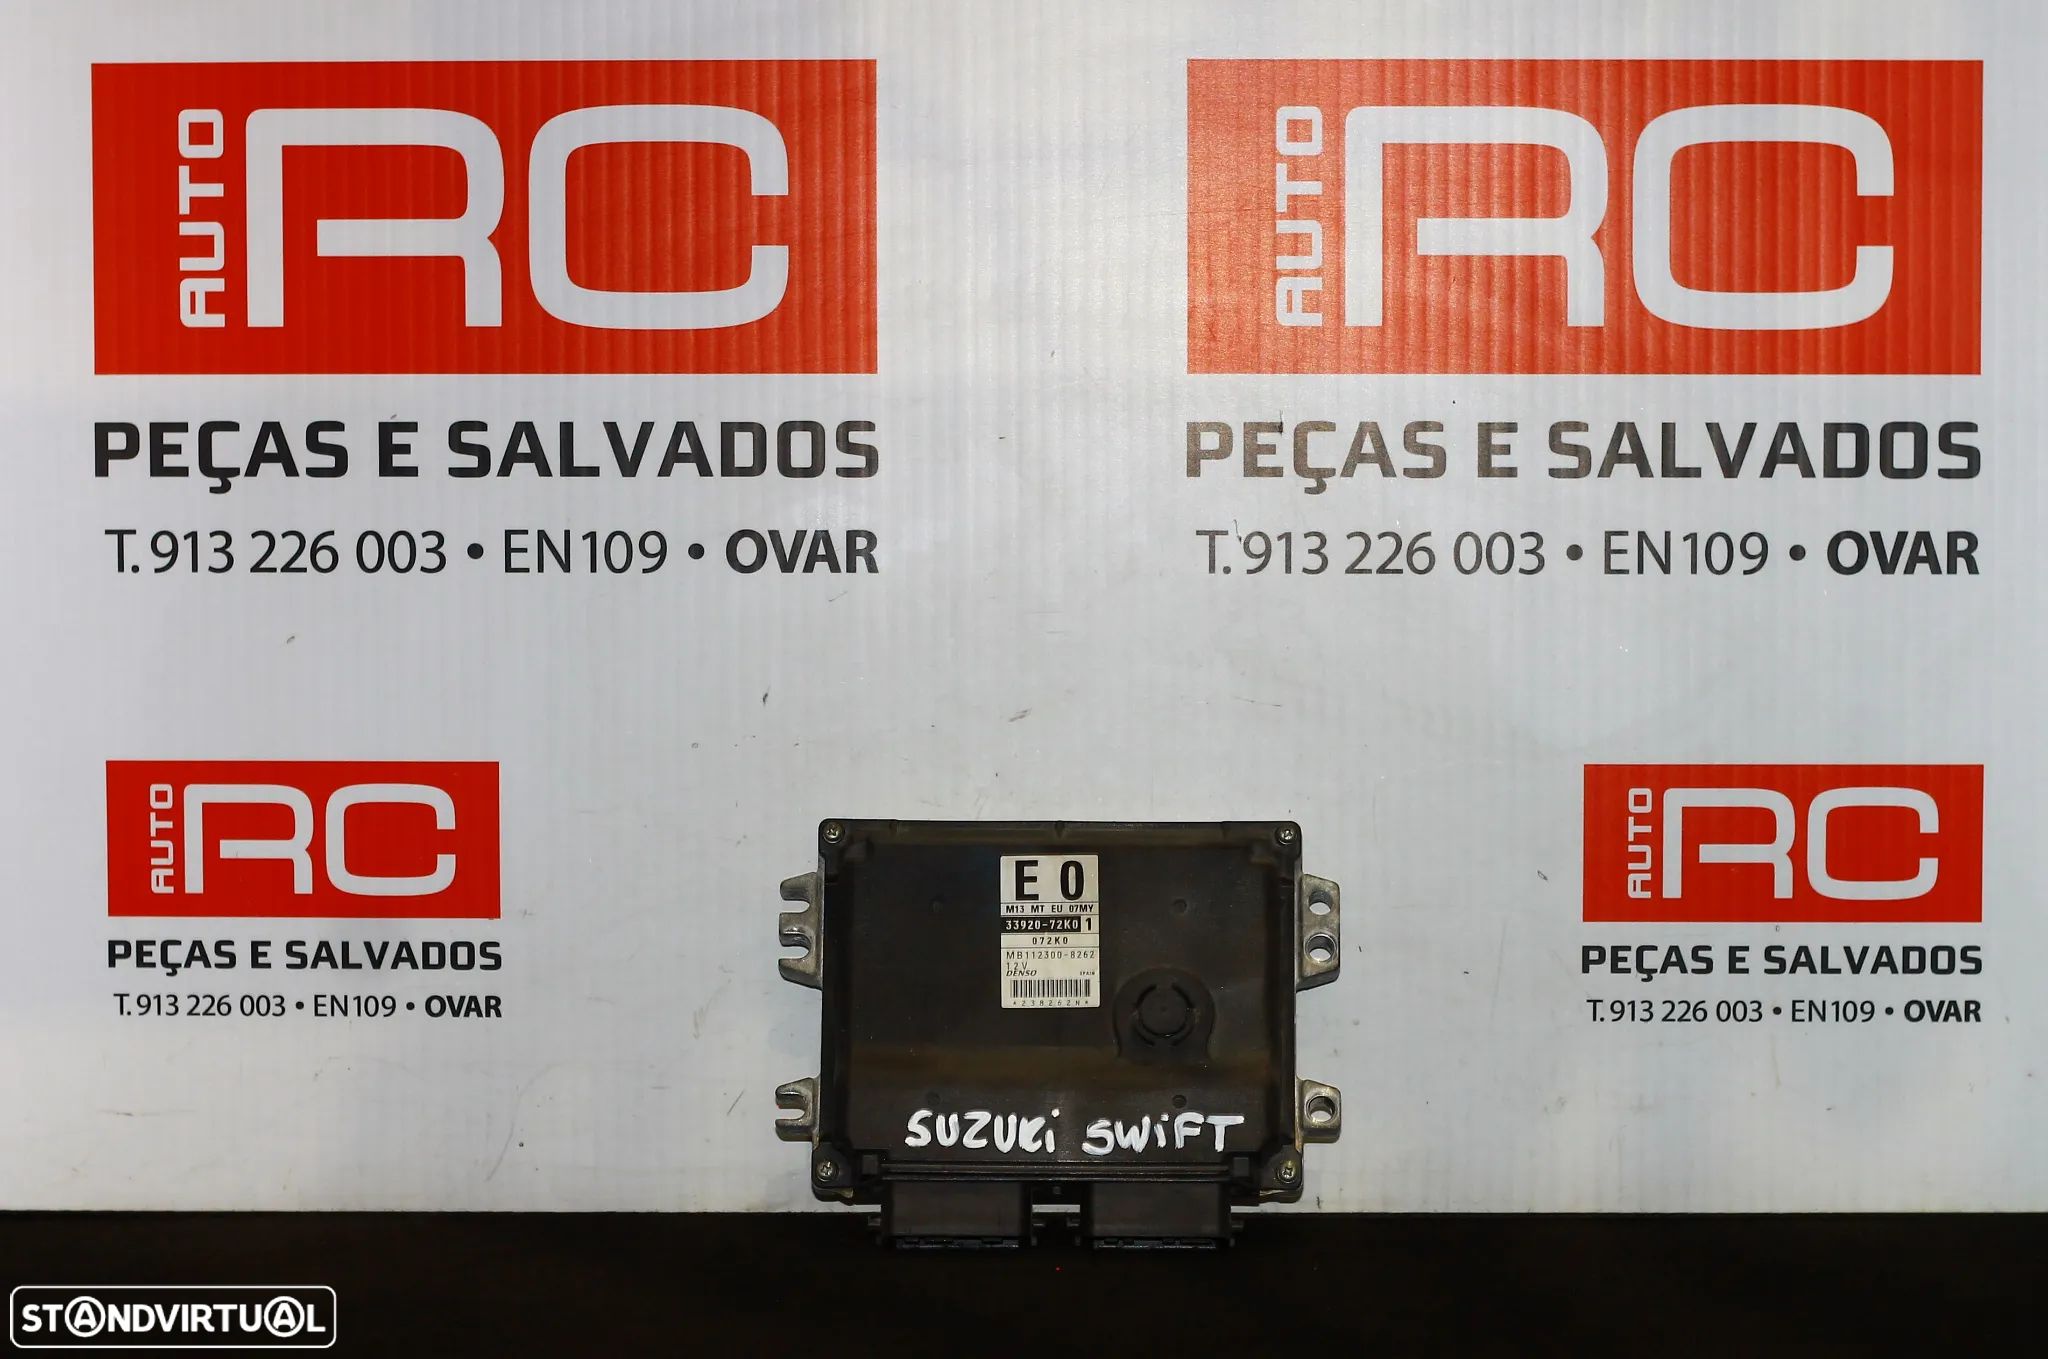 AUTO RC
PEÇAS E SALVADOS
T. 913 226 003 • EN109 • OVAR
AUTO RC
PEÇAS E SALVADOS
T. 913 226 003 • EN109 • OVAR
AUTO RC
PEÇAS E SALVADOS
T. 913 226 003 • EN109 • OVAR
E 0
M13 MT EU 07MY
33920-72K0 1
072K0
MB112300-8262
12V
DENSO SPAIN
*238262N*
SUZUKi SWiFT
AUTO RC
PEÇAS E SALVADOS
T. 913 226 003 • EN109 • OVAR
STANDVIRTUAL